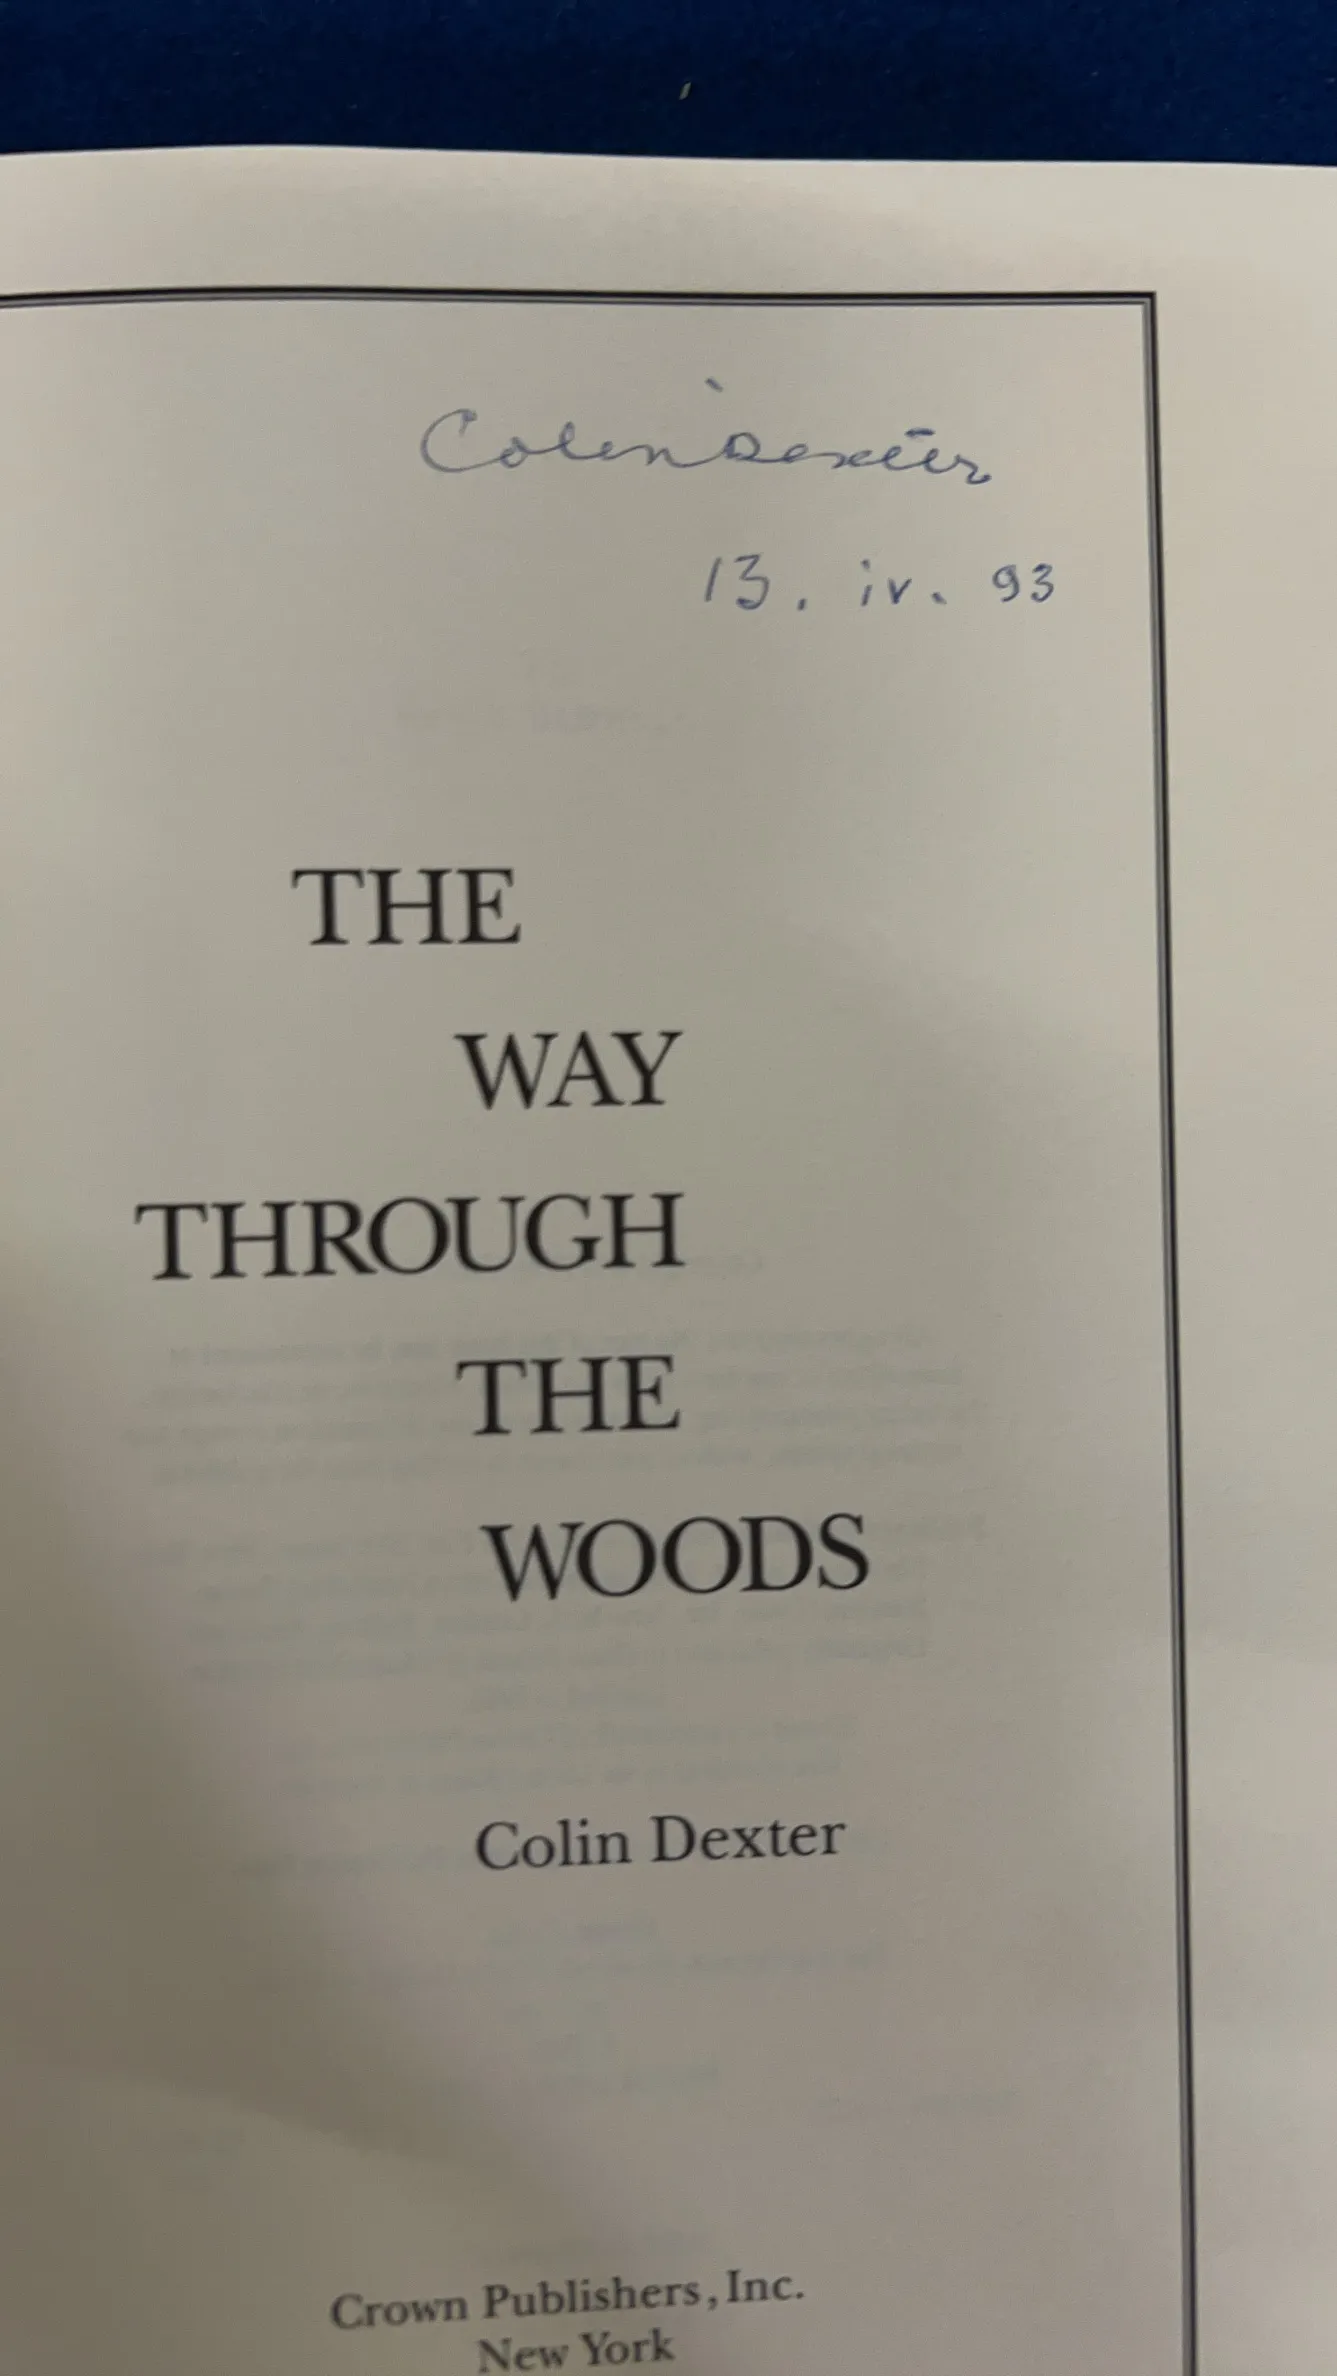 Colin Dexter
13. iv. 93
THE
WAY
THROUGH
THE
WOODS
Colin Dexter
Crown Publishers, Inc.
New York